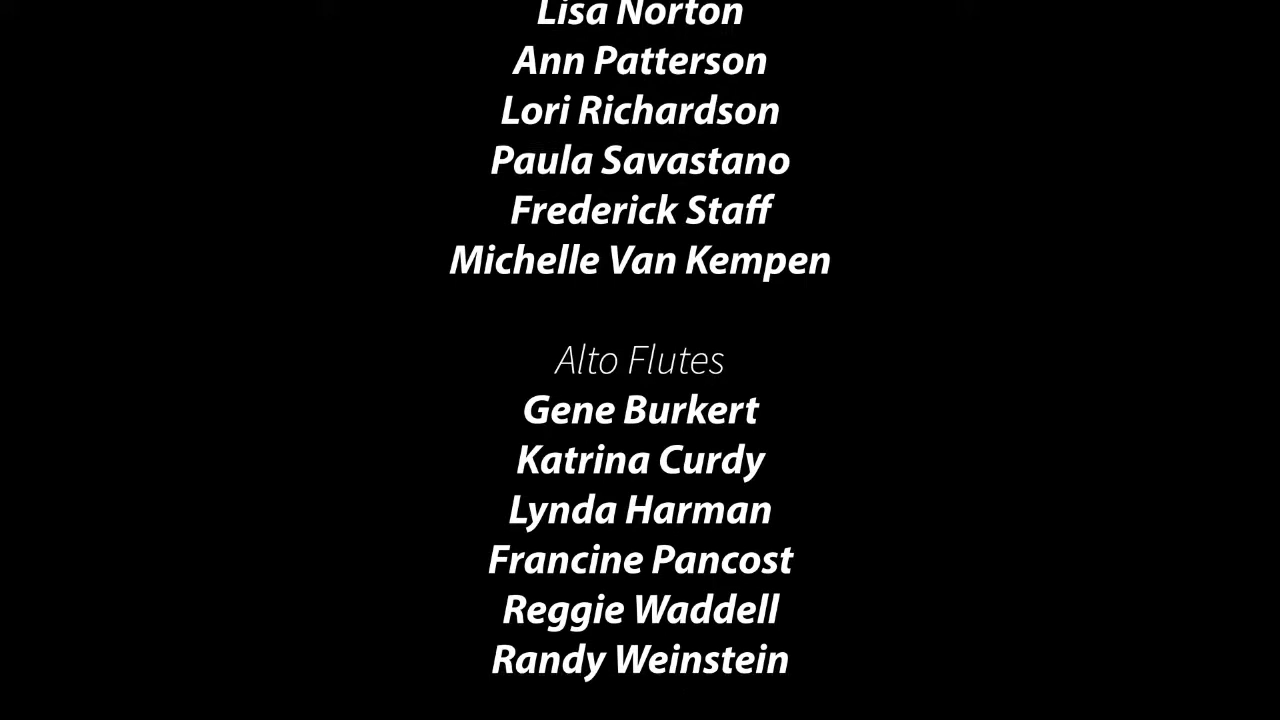 Lisa Norton
Ann Patterson
Lori Richardson
Paula Savastano
Frederick Staff
Michelle Van Kempen
Alto Flutes
Gene Burkert
Katrina Curdy
Lynda Harman
Francine Pancost
Reggie Waddell
Randy Weinstein